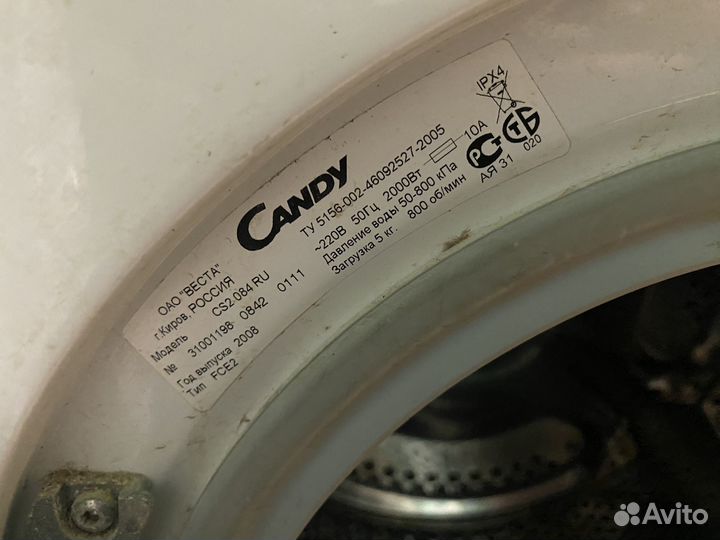 ОАО "ВЕСТА"
г.Киров, РОССИЯ
Модель CS2 084 RU
№ 31001198 0842 0111
Год выпуска 2008
Тип FCE2
CANDY
ТУ 5156-002-46092527-2005
~220В 50Гц 2000Вт 10А
Давление воды 50-800 кПа
Загрузка 5 кг. 800 об/мин
IPX4
РСТ СТБ
АЯ 31 020
Avito